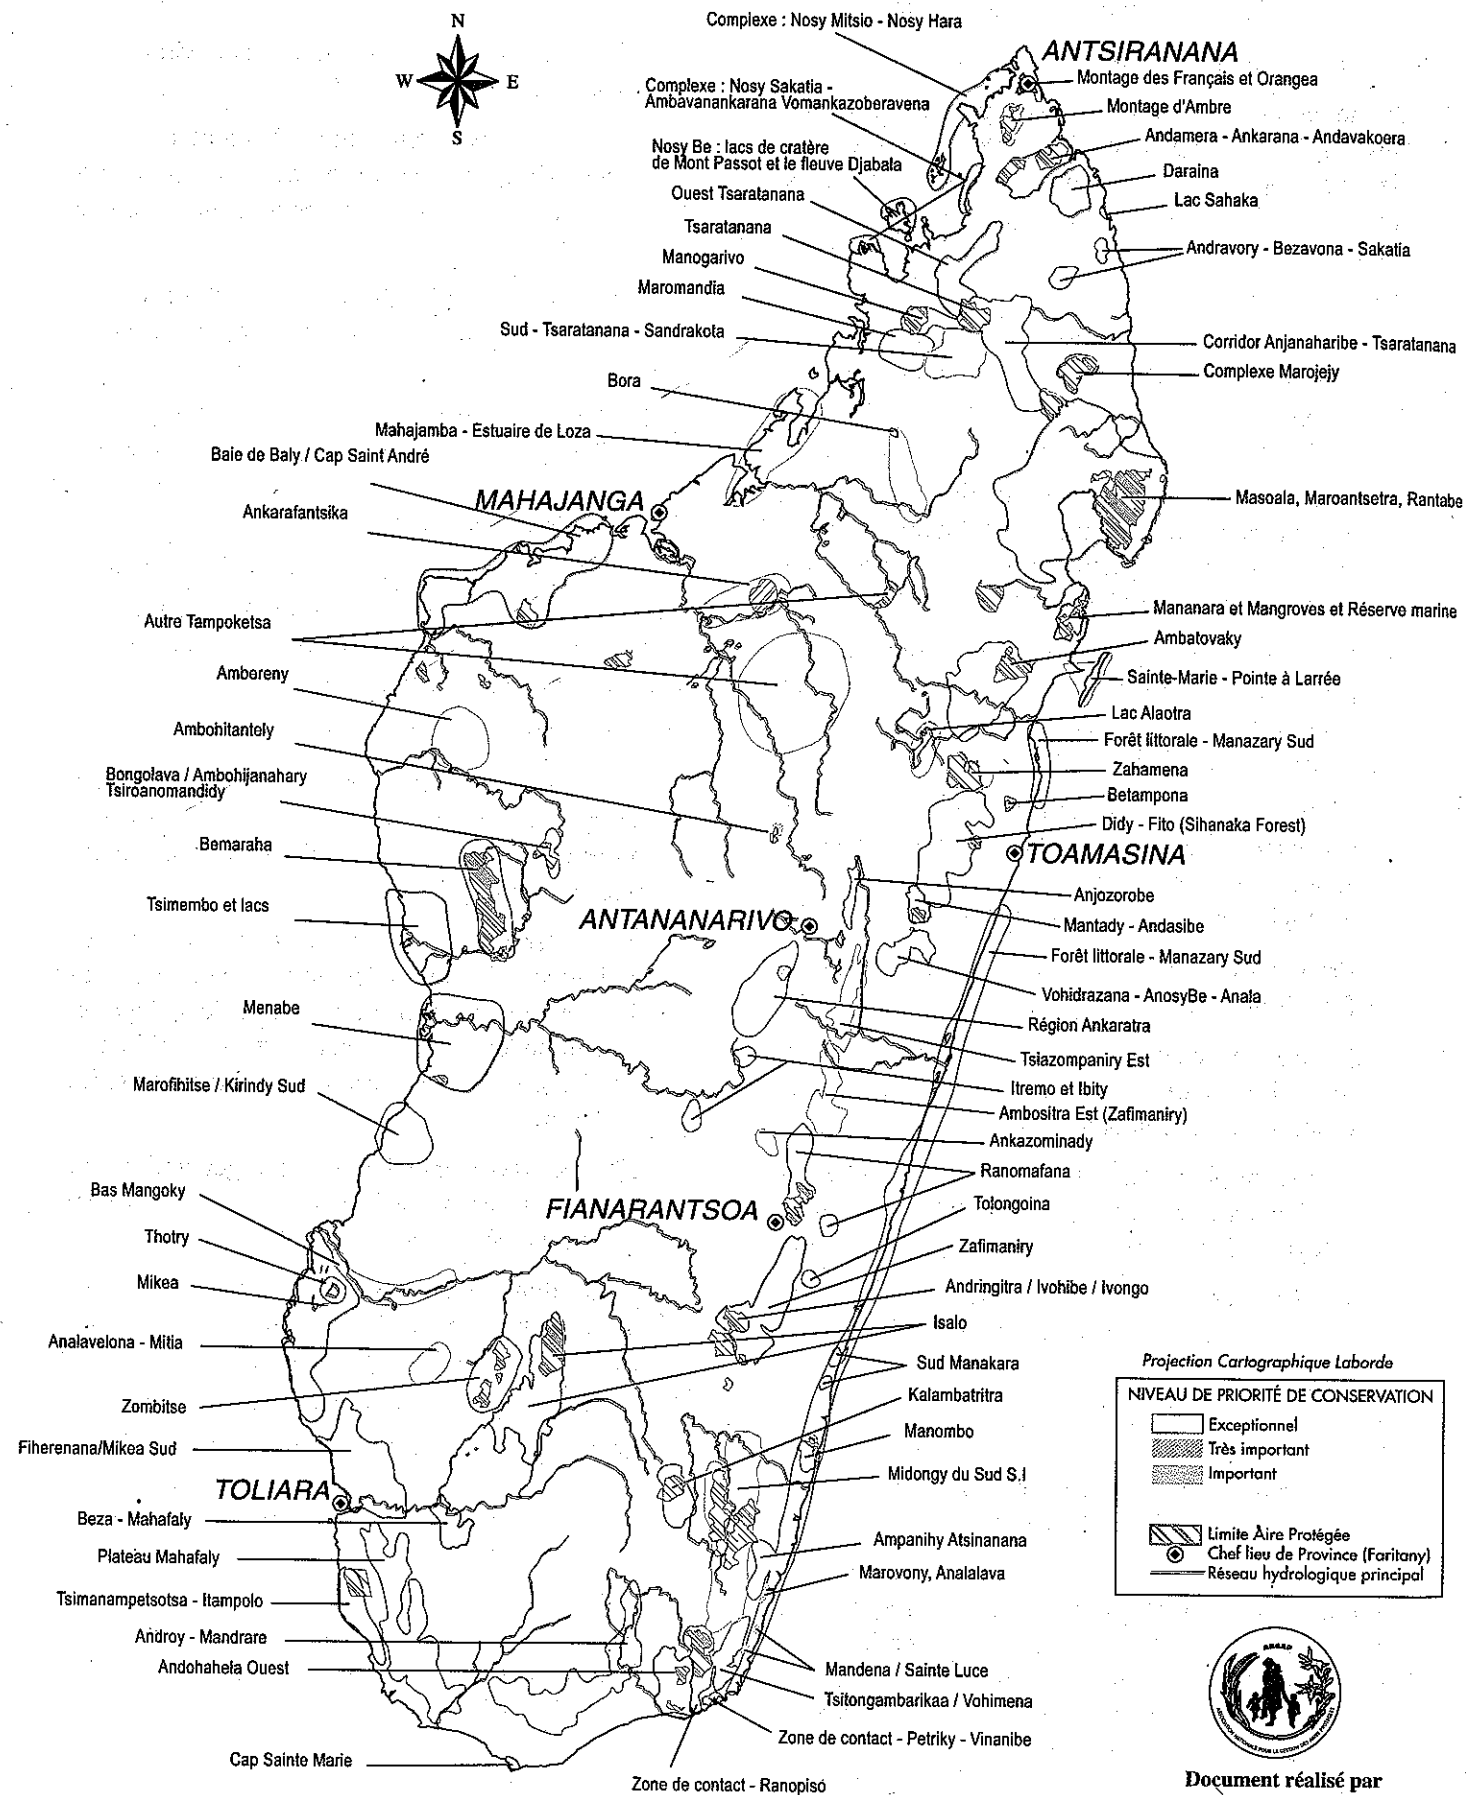 N
W
E
S
Complexe : Nosy Mitsio - Nosy Hara
ANTSIRANANA
Montage des Français et Orangea
Complexe : Nosy Sakatia -
Ambavanankarana Vomankazoberavena
Montage d'Ambre
Andamera - Ankarana - Andavakoera
Nosy Be : lacs de cratère
de Mont Passot et le fleuve Djabala
Daraina
Ouest Tsaratanana
Lac Sahaka
Tsaratanana
Andravory - Bezavona - Sakatia
Manogarivo
Maromandia
Sud - Tsaratanana - Sandrakota
Corridor Anjanaharibe - Tsaratanana
Complexe Marojejy
Bora
Mahajamba - Estuaire de Loza
Baie de Baly / Cap Saint André
MAHAJANGA
Masoala, Maroantsetra, Rantabe
Ankarafantsika
Autre Tampoketsa
Mananara et Mangroves et Réserve marine
Ambatovaky
Ambereny
Sainte-Marie - Pointe à Larrée
Ambohitantely
Lac Alaotra
Forêt littorale - Manazary Sud
Bongolava / Ambohijanahary
Tsiroanomandidy
Zahamena
Betampona
Didy - Fito (Sihanaka Forest)
Bemaraha
TOAMASINA
Anjozorobe
Tsimembo et lacs
ANTANANARIVO
Mantady - Andasibe
Forêt littorale - Manazary Sud
Vohidrazana - AnosyBe - Anala
Menabe
Région Ankaratra
Tsiazompaniry Est
Marofihitse / Kirindy Sud
Itremo et Ibity
Ambositra Est (Zafimaniry)
Ankazominady
Ranomafana
Bas Mangoky
FIANARANTSOA
Tolongoina
Thotry
Zafimaniry
Mikea
Andringitra / Ivohibe / Ivongo
Isalo
Analavelona - Mitia
Sud Manakara
Zombitse
Kalambatritra
Manombo
Fiherenana/Mikea Sud
Midongy du Sud S.I
TOLIARA
Beza - Mahafaly
Ampanihy Atsinanana
Plateau Mahafaly
Marovony, Analalava
Tsimanampetsotsa - Itampolo
Androy - Mandrare
Andohahela Ouest
Mandena / Sainte Luce
Tsitongambarikaa / Vohimena
Zone de contact - Petriky - Vinanibe
Cap Sainte Marie
Zone de contact - Ranopiso
Projection Cartographique Laborde
NIVEAU DE PRIORITÉ DE CONSERVATION
Exceptionnel
Très important
Important
Limite Aire Protégée
Chef lieu de Province (Faritany)
Réseau hydrologique principal
ANGAP
ASSOCIATION NATIONALE POUR LA GESTION DES AIRES PROTEGEES
Document réalisé par